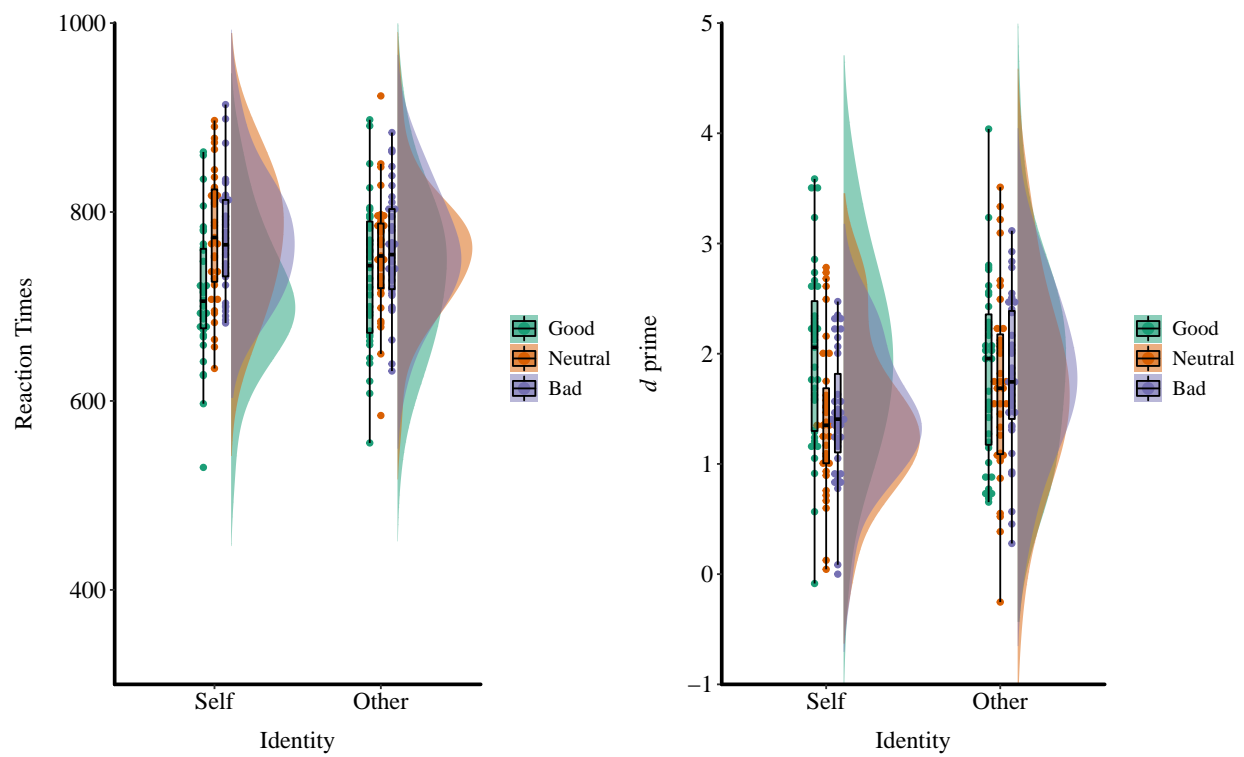 1000
800
600
400
Reaction Times
Self
Other
Identity
Good
Neutral
Bad
5
4
3
2
1
0
−1
d prime
Self
Other
Identity
Good
Neutral
Bad